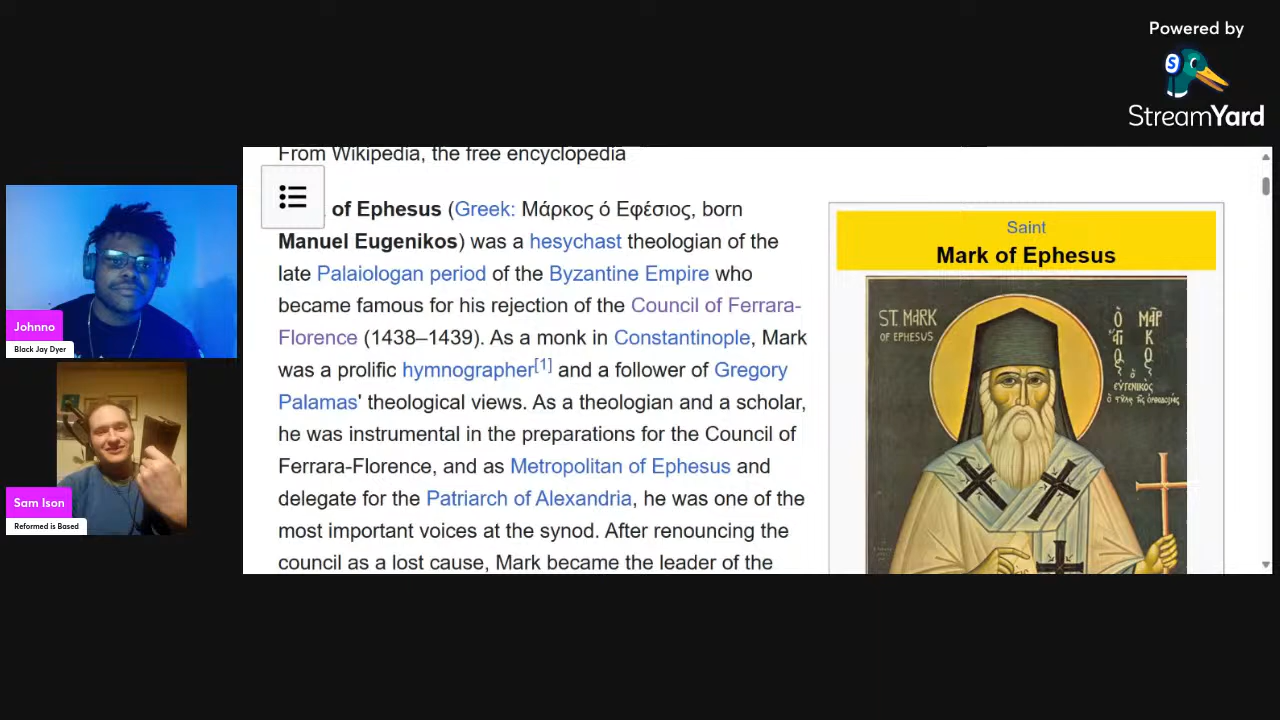 Powered by
S
StreamYard
From Wikipedia, the free encyclopedia
of Ephesus (Greek: Μάρκος ό Εφέσιος, born
Manuel Eugenikos) was a hesychast theologian of the
late Palaiologan period of the Byzantine Empire who
became famous for his rejection of the Council of Ferrara-
Florence (1438–1439). As a monk in Constantinople, Mark
was a prolific hymnographer[1] and a follower of Gregory
Palamas' theological views. As a theologian and a scholar,
he was instrumental in the preparations for the Council of
Ferrara-Florence, and as Metropolitan of Ephesus and
delegate for the Patriarch of Alexandria, he was one of the
most important voices at the synod. After renouncing the
council as a lost cause, Mark became the leader of the
Saint
Mark of Ephesus
ST. MARK
OF EPHESUS
Johnno
Black Jay Dyer
Sam Ison
Reformed is Based